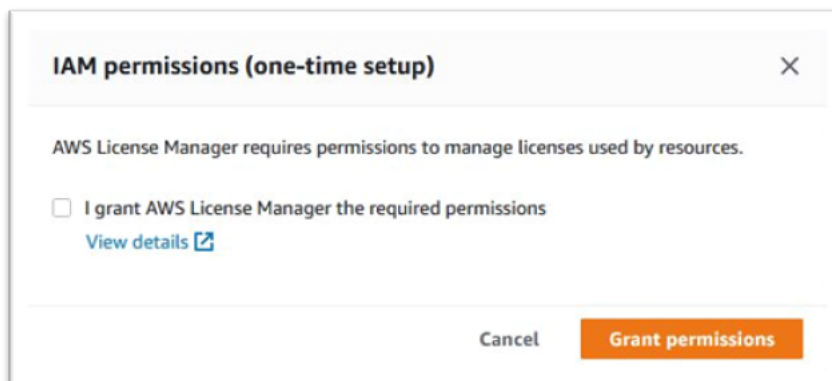 IAM permissions (one-time setup)
AWS License Manager requires permissions to manage licenses used by resources.
I grant AWS License Manager the required permissions
View details
Cancel
Grant permissions